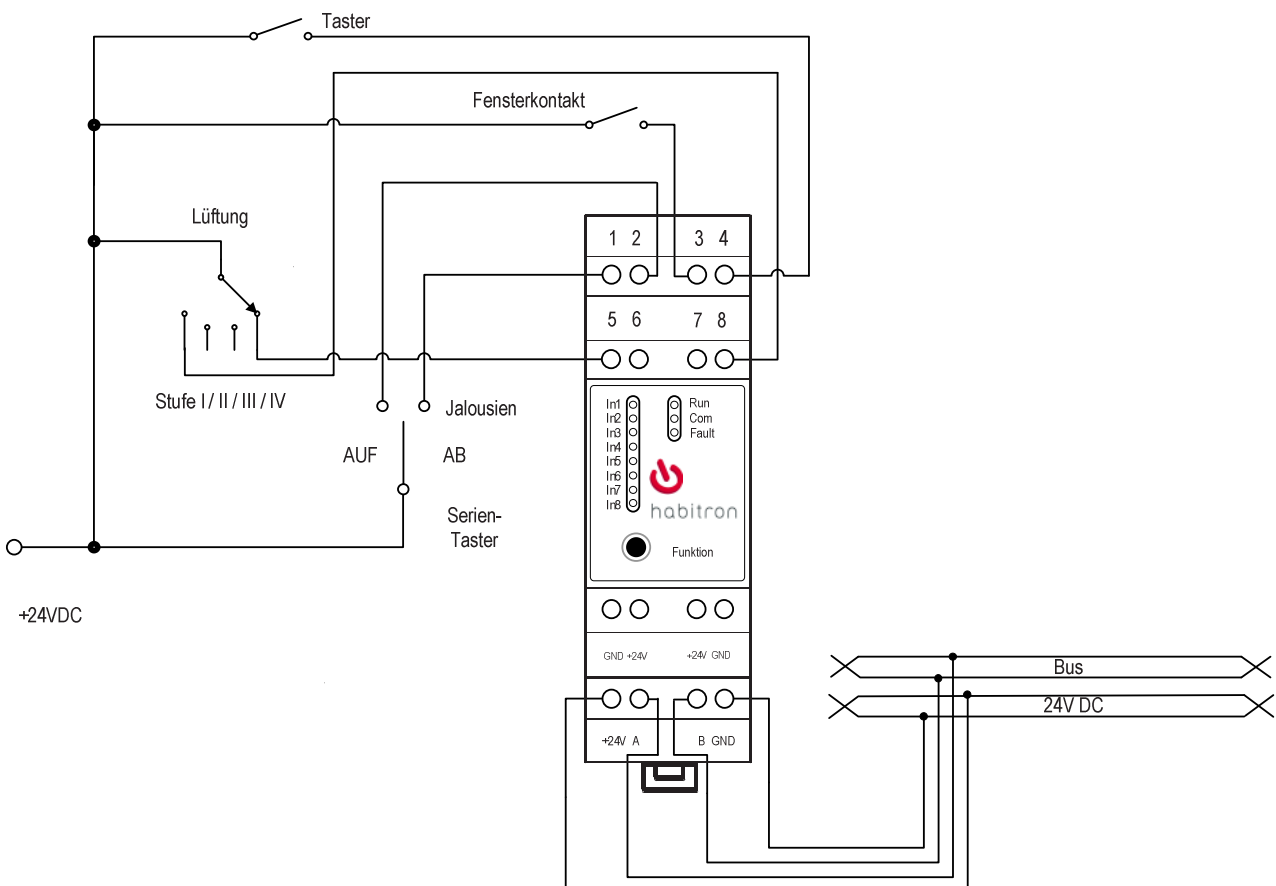 Taster
Fensterkontakt
Lüftung
1 2 3 4
5 6 7 8
Stufe I / II / III / IV
Jalousien
AUF AB
Serien-
Taster
+24VDC
In1
In2
In3
In4
In5
In6
In7
In8
Run
Com
Fault
habitron
Funktion
GND +24V +24V GND
+24V A B GND
Bus
24V DC